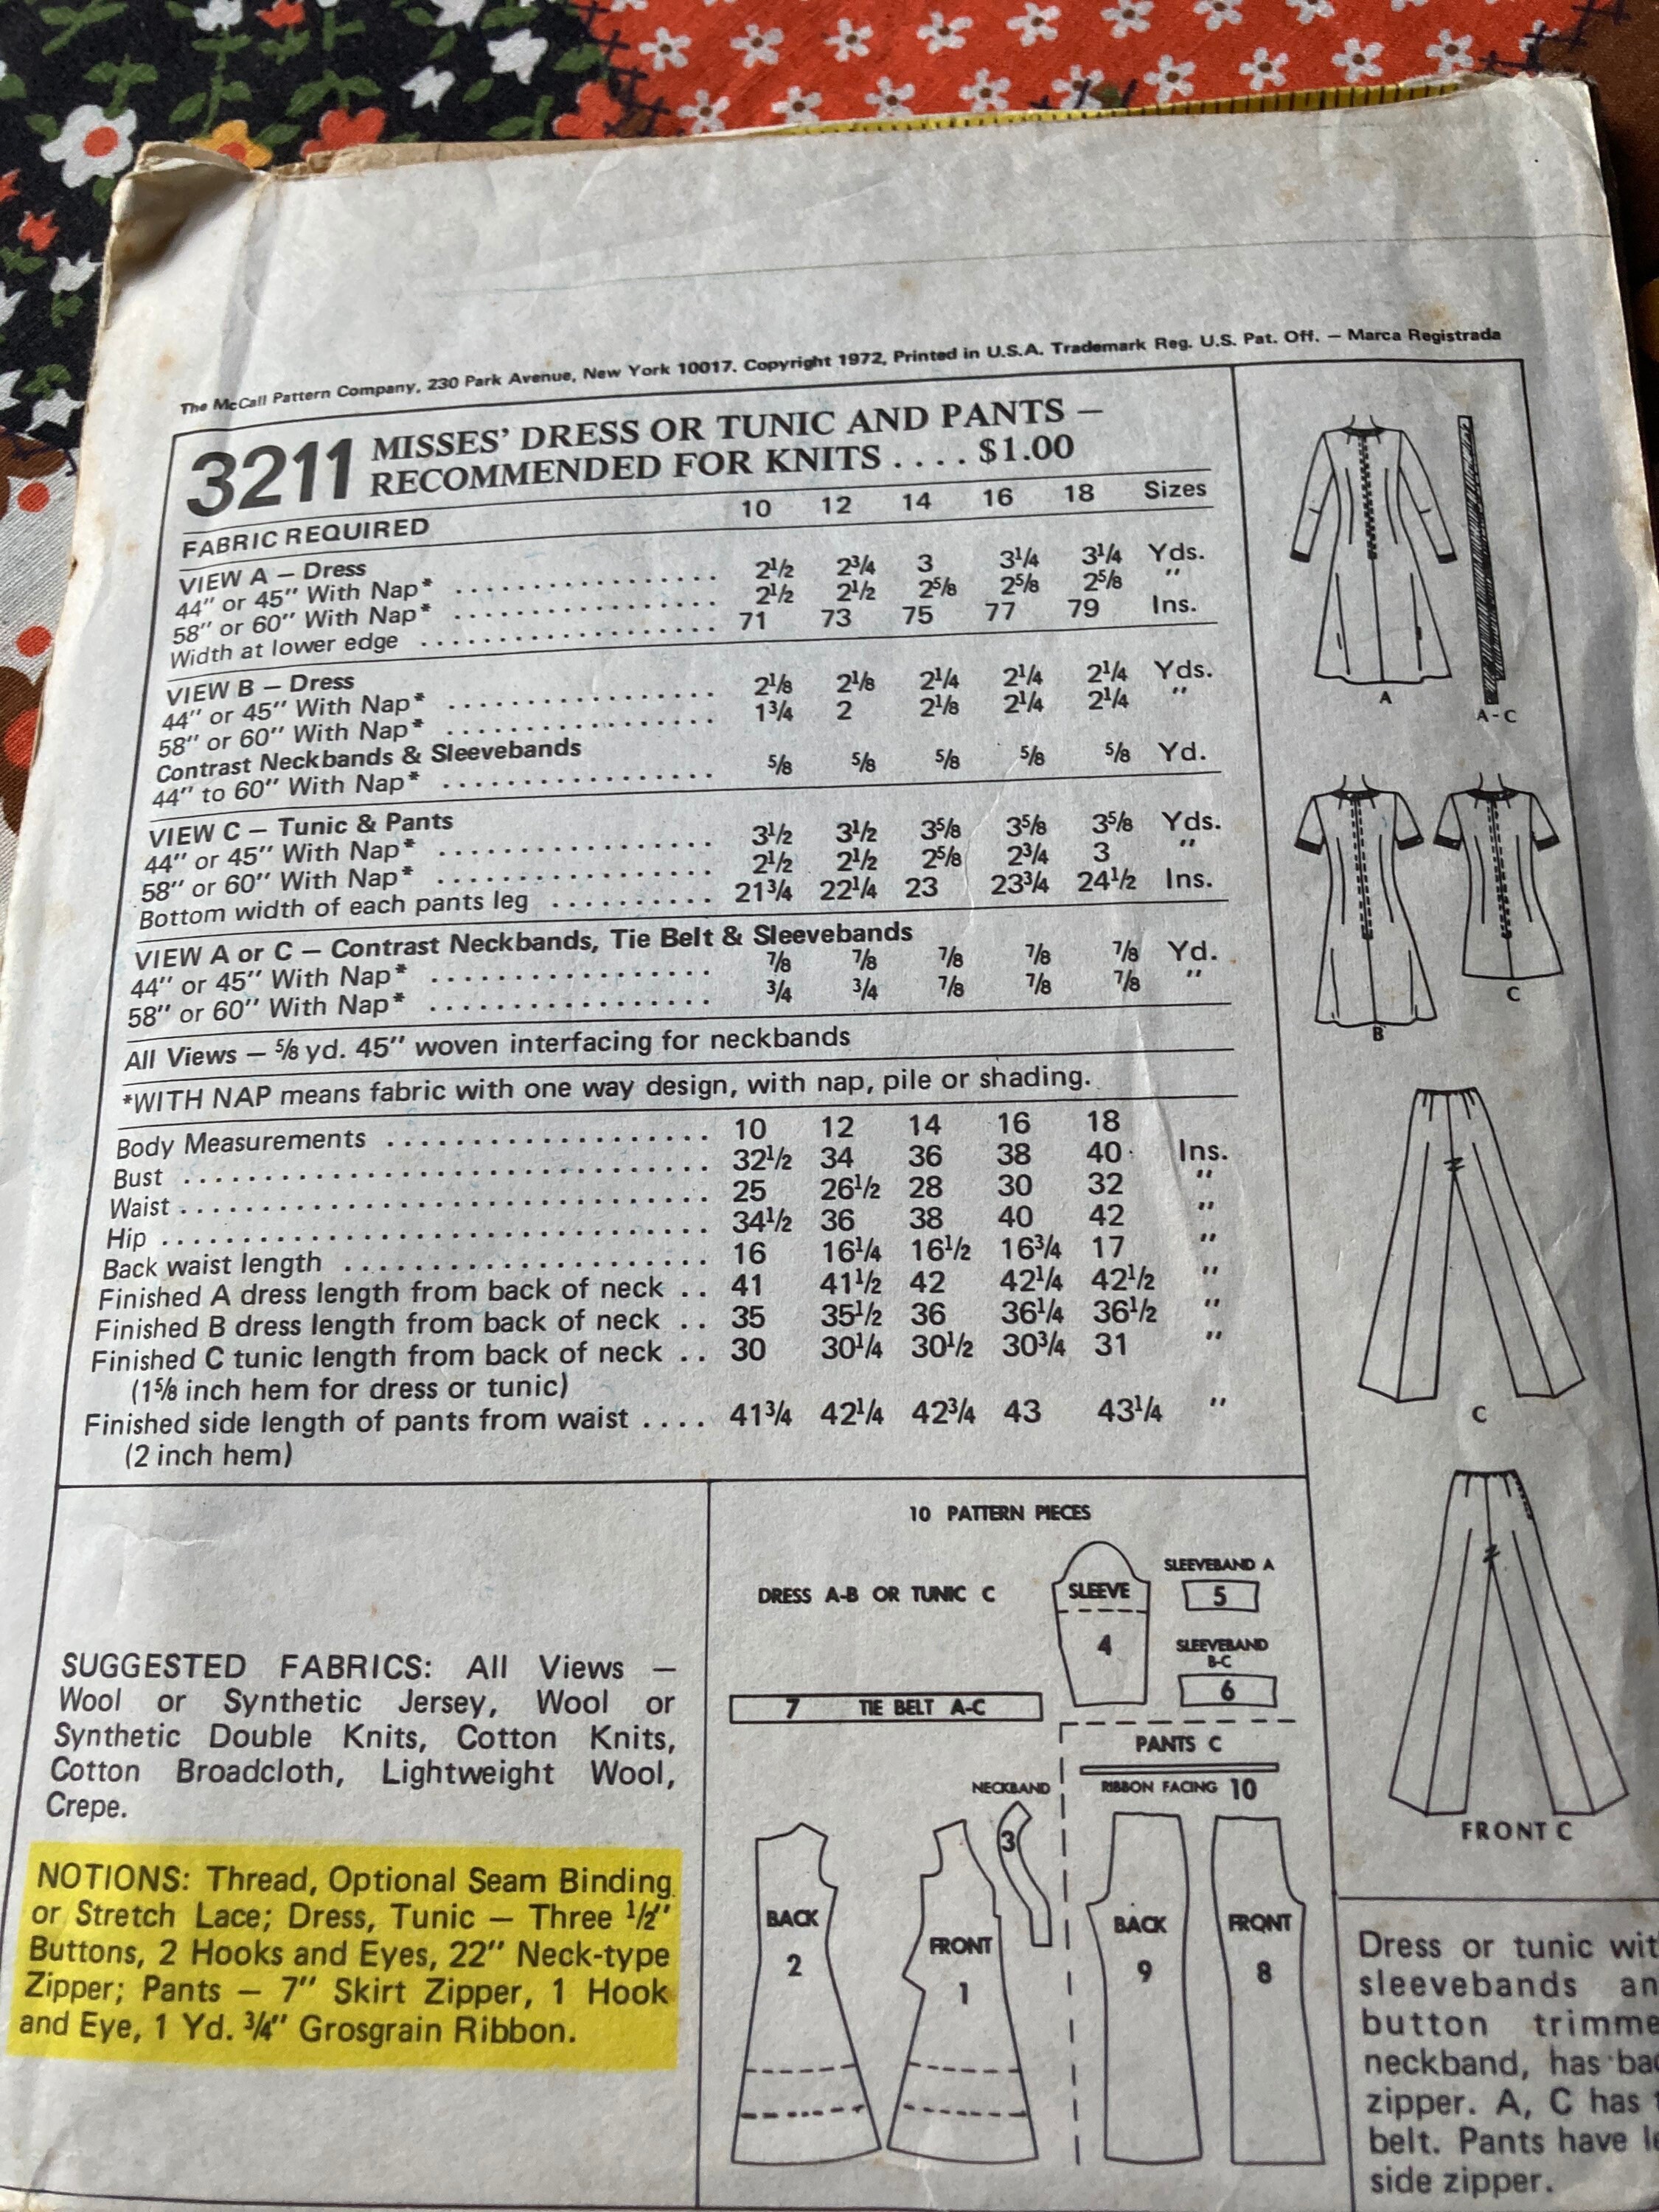 The McCall Pattern Company, 230 Park Avenue, New York 10017. Copyright 1972, Printed in U.S.A. Trademark Reg. U.S. Pat. Off. — Marca Registrada
3211 MISSES’ DRESS OR TUNIC AND PANTS —
RECOMMENDED FOR KNITS . . . . $1.00
FABRIC REQUIRED 10 12 14 16 18 Sizes
VIEW A — Dress
44″ or 45″ With Nap* . . . . . . . . . . . . . . . . . . . 2½ 2¾ 3 3¼ 3¼ Yds.
58″ or 60″ With Nap* . . . . . . . . . . . . . . . . . . . 2½ 2½ 2⅝ 2⅝ 2⅝ ″
Width at lower edge . . . . . . . . . . . . . . . . . . . . . 71 73 75 77 79 Ins.
VIEW B — Dress
44″ or 45″ With Nap* . . . . . . . . . . . . . . . . . . . 2⅛ 2⅛ 2¼ 2¼ 2¼ Yds.
58″ or 60″ With Nap* . . . . . . . . . . . . . . . . . . . 1¾ 2 2⅛ 2¼ 2¼ ″
Contrast Neckbands & Sleevebands
44″ to 60″ With Nap* . . . . . . . . . . . . . . . . . . . ⅝ ⅝ ⅝ ⅝ ⅝ Yd.
VIEW C — Tunic & Pants
44″ or 45″ With Nap* . . . . . . . . . . . . . . . . . . . 3½ 3½ 3⅝ 3⅝ 3⅝ Yds.
58″ or 60″ With Nap* . . . . . . . . . . . . . . . . . . . 2½ 2½ 2⅝ 2¾ 3 ″
Bottom width of each pants leg . . . . . . . . . . . 21¾ 22¼ 23 23¾ 24½ Ins.
VIEW A or C — Contrast Neckbands, Tie Belt & Sleevebands
44″ or 45″ With Nap* . . . . . . . . . . . . . . . . . . . ⅞ ⅞ ⅞ ⅞ ⅞ Yd.
58″ or 60″ With Nap* . . . . . . . . . . . . . . . . . . . ¾ ¾ ⅞ ⅞ ⅞ ″
All Views — ⅝ yd. 45″ woven interfacing for neckbands
*WITH NAP means fabric with one way design, with nap, pile or shading.
Body Measurements . . . . . . . . . . . . . . . . . . . . . 10 12 14 16 18
Bust . . . . . . . . . . . . . . . . . . . . . . . . . . . . . . . . . . 32½ 34 36 38 40 Ins.
Waist . . . . . . . . . . . . . . . . . . . . . . . . . . . . . . . . . 25 26½ 28 30 32 ″
Hip . . . . . . . . . . . . . . . . . . . . . . . . . . . . . . . . . . . 34½ 36 38 40 42 ″
Back waist length . . . . . . . . . . . . . . . . . . . . . . . 16 16¼ 16½ 16¾ 17 ″
Finished A dress length from back of neck . . 41 41½ 42 42¼ 42½ ″
Finished B dress length from back of neck . . 35 35½ 36 36¼ 36½ ″
Finished C tunic length from back of neck . . 30 30¼ 30½ 30¾ 31 ″
(1⅝ inch hem for dress or tunic)
Finished side length of pants from waist . . . . 41¾ 42¼ 42¾ 43 43¼ ″
(2 inch hem)
A
A-C
B
C
C
FRONT C
SUGGESTED FABRICS: All Views —
Wool or Synthetic Jersey, Wool or
Synthetic Double Knits, Cotton Knits,
Cotton Broadcloth, Lightweight Wool,
Crepe.
NOTIONS: Thread, Optional Seam Binding
or Stretch Lace; Dress, Tunic — Three ½″
Buttons, 2 Hooks and Eyes, 22″ Neck-type
Zipper; Pants — 7″ Skirt Zipper, 1 Hook
and Eye, 1 Yd. ¾″ Grosgrain Ribbon.
10 PATTERN PIECES
DRESS A-B OR TUNIC C
SLEEVE
4
SLEEVEBAND A
5
SLEEVEBAND
B-C
6
7 TIE BELT A-C
PANTS C
RIBBON FACING 10
NECKBAND
3
BACK
2
FRONT
1
BACK
9
FRONT
8
Dress or tunic
sleevebands
button
neckband, has
zipper. A, C has
belt. Pants have
side zipper.